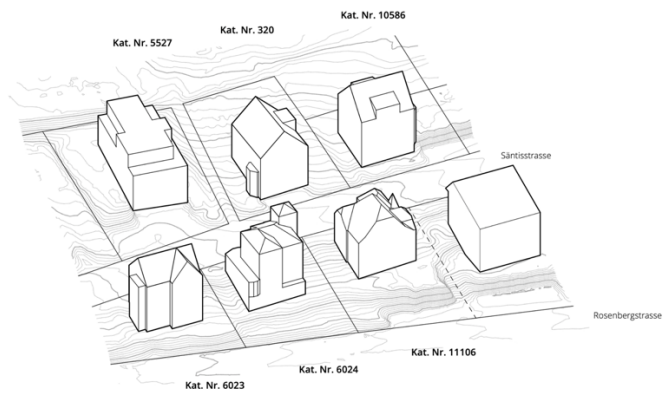 Kat. Nr. 10586
Kat. Nr. 320
Kat. Nr. 5527
Säntisstrasse
Rosenbergstrasse
Kat. Nr. 11106
Kat. Nr. 6024
Kat. Nr. 6023